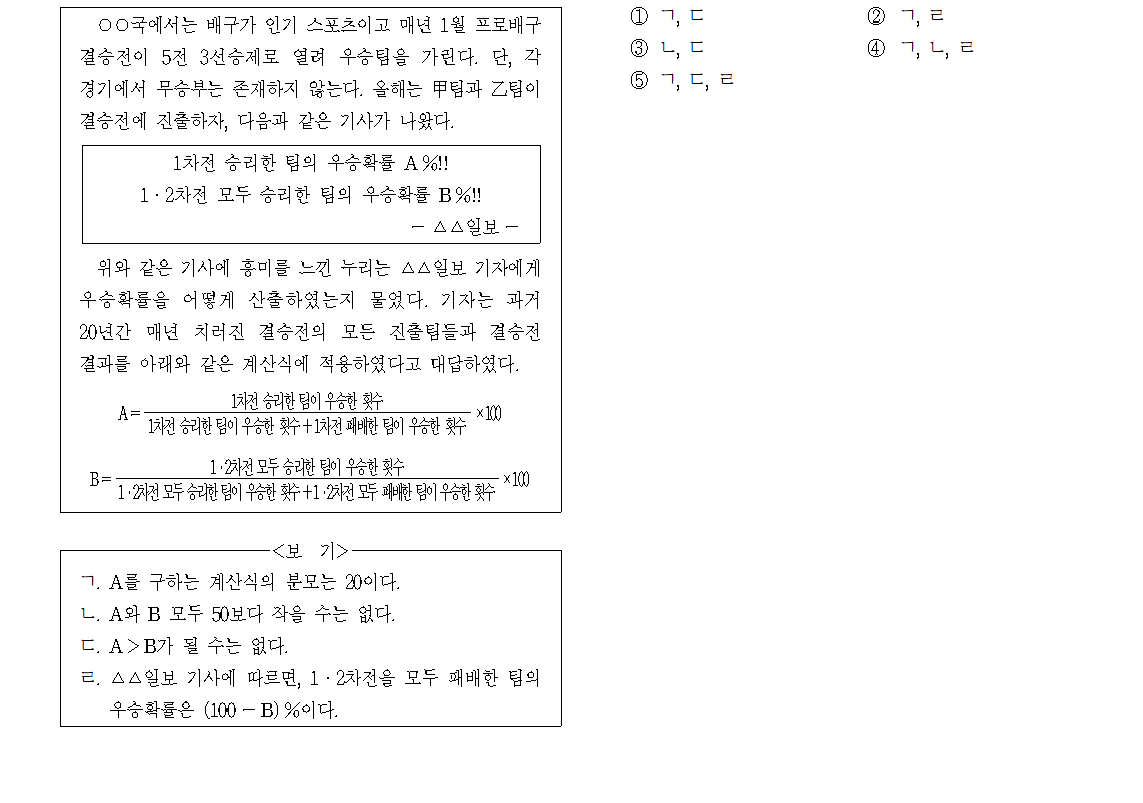 ○○국에서는 배구가 인기 스포츠이고 매년 1월 프로배구
결승전이 5전 3선승제로 열려 우승팀을 가린다. 단, 각
경기에서 무승부는 존재하지 않는다. 올해는 甲팀과 乙팀이
결승전에 진출하자, 다음과 같은 기사가 나왔다.
1차전 승리한 팀의 우승확률 A%!!
1·2차전 모두 승리한 팀의 우승확률 B%!!
- △△일보 -
위와 같은 기사에 흥미를 느낀 누리는 △△일보 기자에게
우승확률을 어떻게 산출하였는지 물었다. 기자는 과거
20년간 매년 치러진 결승전의 모든 진출팀들과 결승전
결과를 아래와 같은 계산식에 적용하였다고 대답하였다.
1차전 승리한 팀이 우승한 횟수
A= ×100
1차전 승리한 팀이 우승한 횟수+1차전 패배한 팀이 우승한 횟수
1·2차전 모두 승리한 팀이 우승한 횟수
B= ×100
1·2차전 모두 승리한 팀이 우승한 횟수+1·2차전 모두 패배한 팀이 우승한 횟수
<보 기>
ㄱ. A를 구하는 계산식의 분모는 20이다.
ㄴ. A와 B 모두 50보다 작을 수는 없다.
ㄷ. A>B가 될 수는 없다.
ㄹ. △△일보 기사에 따르면, 1·2차전을 모두 패배한 팀의
우승확률은 (100-B)%이다.
① ㄱ, ㄷ
② ㄱ, ㄹ
③ ㄴ, ㄷ
④ ㄱ, ㄴ, ㄹ
⑤ ㄱ, ㄷ, ㄹ